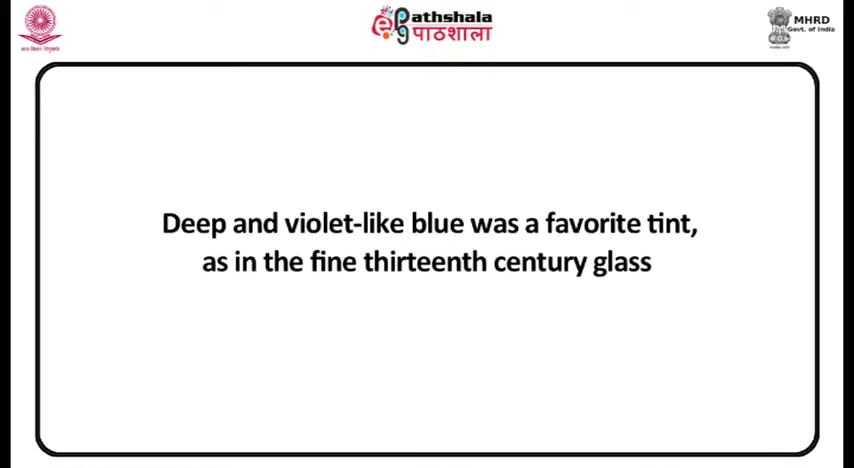 ePathshala
पाठशाला
MHRD
Govt. of India
Deep and violet-like blue was a favorite tint,
as in the fine thirteenth century glass